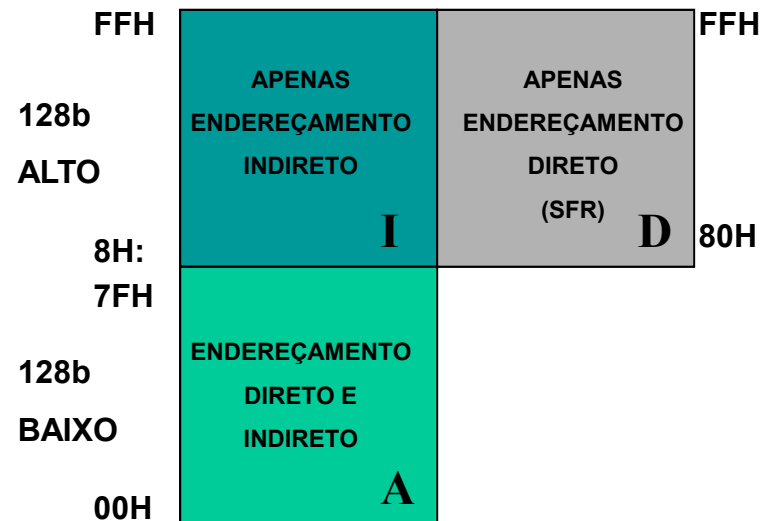 FFH
128b
ALTO
8H:
7FH
128b
BAIXO
00H
APENAS
ENDEREÇAMENTO
INDIRETO
I
APENAS
ENDEREÇAMENTO
DIRETO
(SFR)
D
FFH
80H
ENDEREÇAMENTO
DIRETO E
INDIRETO
A